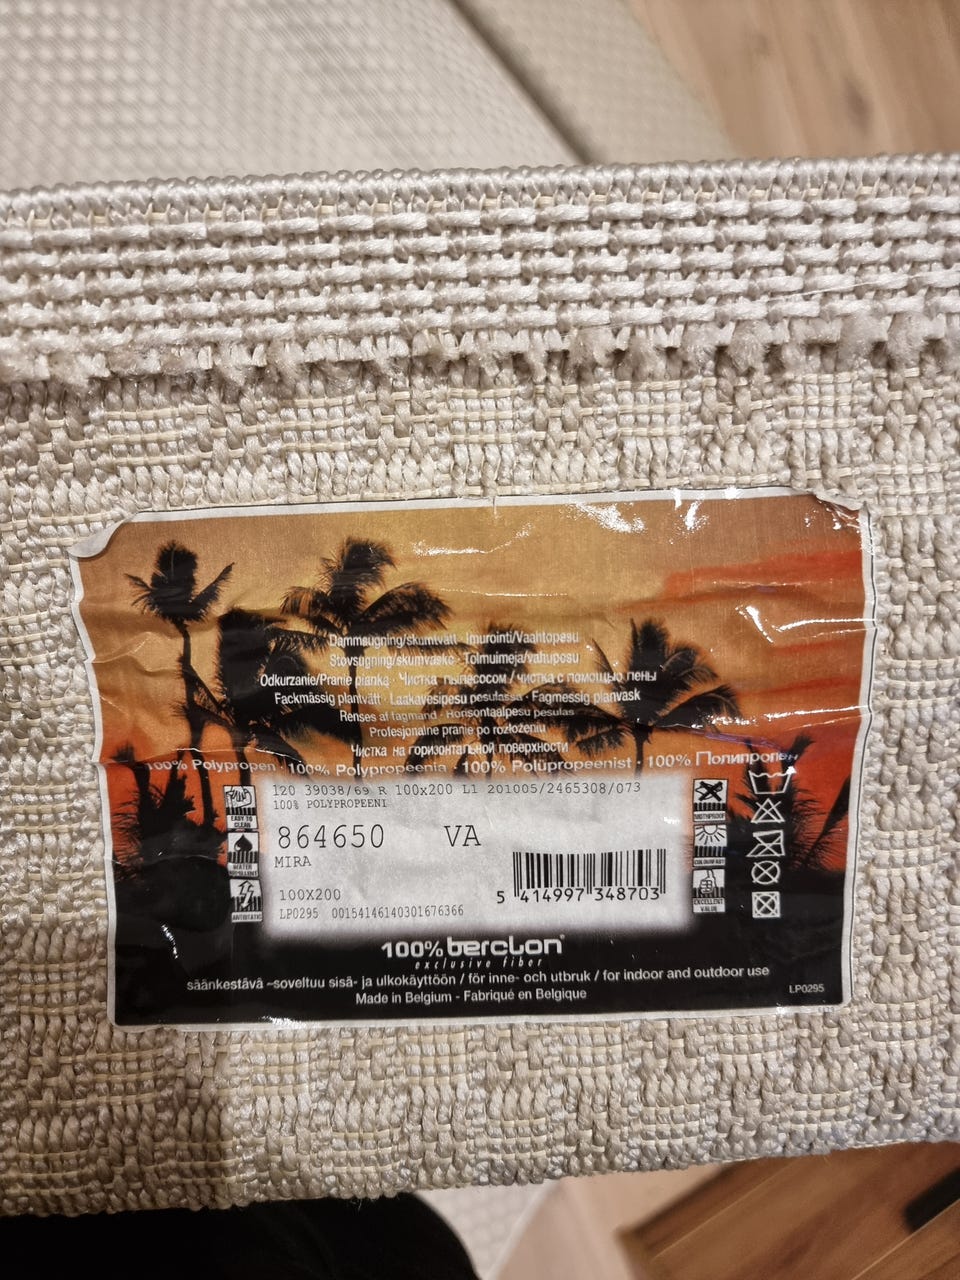 Dammsugning/skumtvätt · Imurointi/Vaahtopesu
Støvsugning/skumvaske · Tolmuimeja/vahupesu
Odkurzanie/Pranie pianką · Чистка пылесосом / чистка с помощью пены
Fackmässig plantvätt · Laakavesipesu pesulassa · Fagmessig planvask
Renses af fagmand · Horisontaalpesu pesulas
Profesjonalne pranie po rozłożeniu
Чистка на горизонтальной поверхности
100% Polypropen · 100% Polypropeenia · 100% Polüpropeenist · 100% Полипропен
120 39038/69 R 100x200 L1 201005/2465308/073
100% POLYPROPEENI
864650 VA
MIRA
100X200
LP0295 00154146140301676366
5 414997 348703
EASY TO CLEAN
WATER REPELLENT
ANTISTATIC
MOTHPROOF
COLOURFAST
EXCELLENT VALUE
100% berclon®
exclusive fiber
säänkestävä –soveltuu sisä- ja ulkokäyttöön / för inne- och utbruk / for indoor and outdoor use
Made in Belgium - Fabriqué en Belgique
LP0295